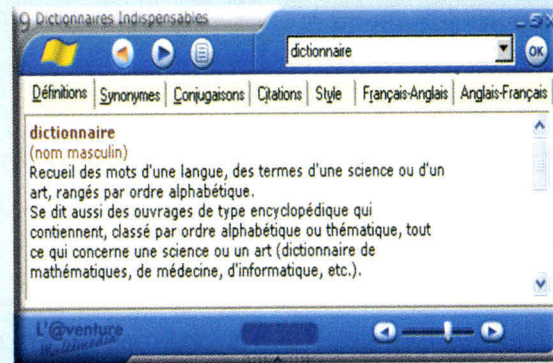 9 Dictionnaires Indispensables
dictionnaire
OK
Définitions Synonymes Conjugaisons Citations Style Français-Anglais Anglais-Français
dictionnaire
(nom masculin)
Recueil des mots d'une langue, des termes d'une science ou d'un
art, rangés par ordre alphabétique.
Se dit aussi des ouvrages de type encyclopédique qui
contiennent, classé par ordre alphabétique ou thématique, tout
ce qui concerne une science ou un art (dictionnaire de
mathématiques, de médecine, d'informatique, etc.).
L'@venture
Multimedia